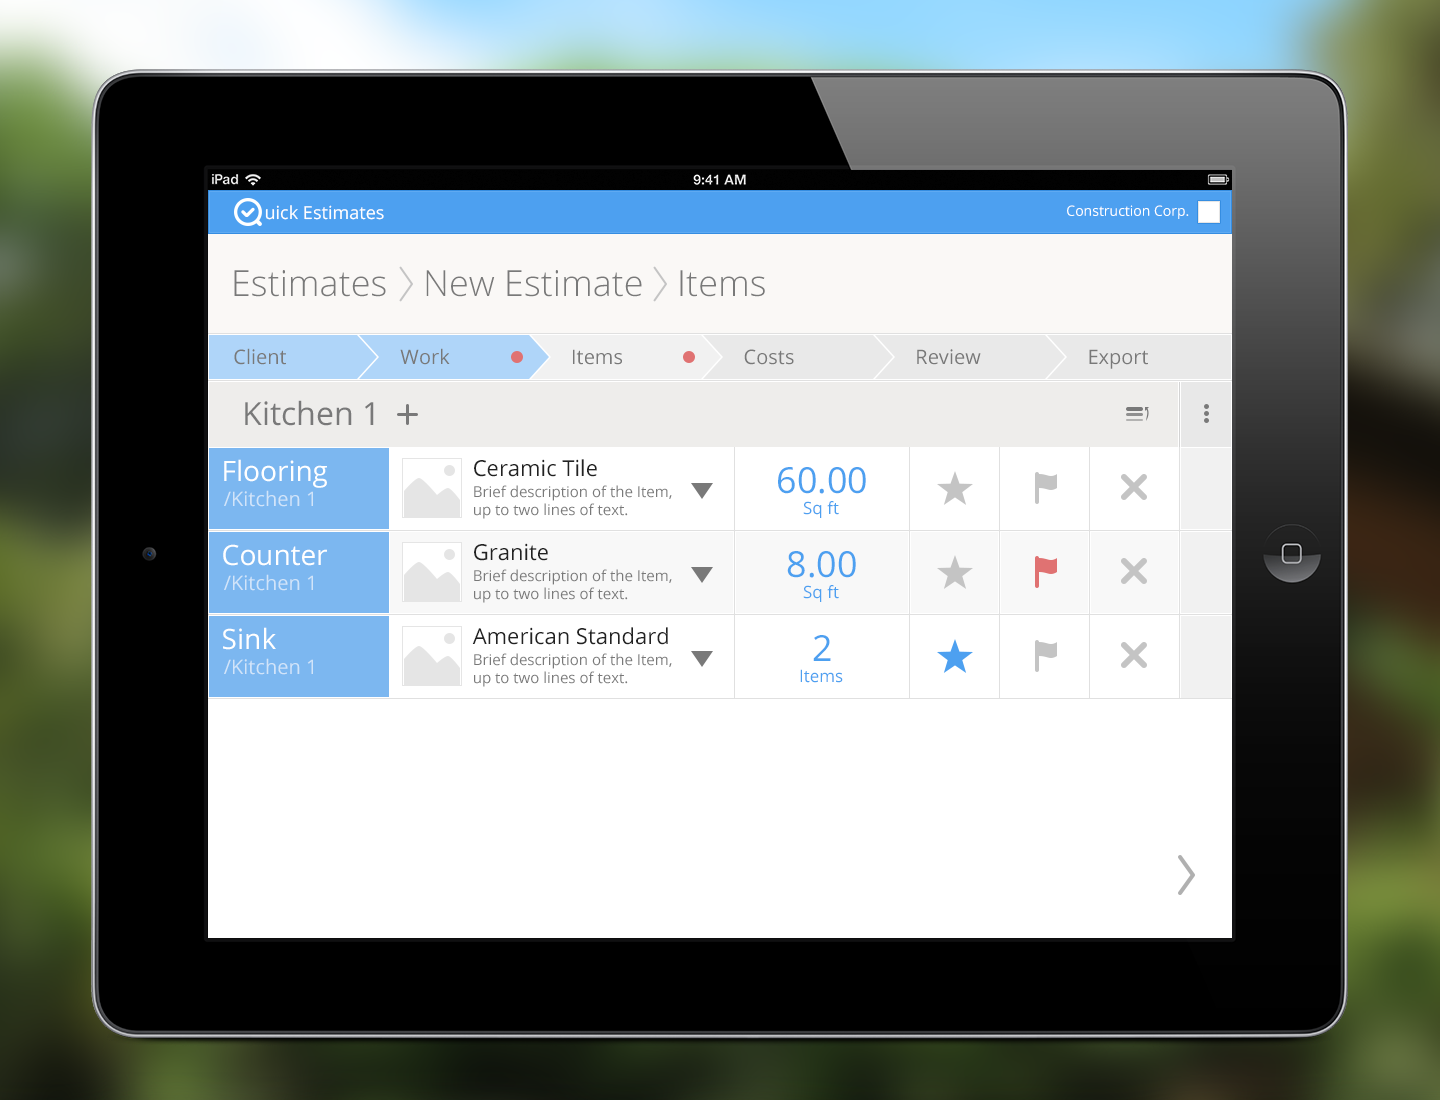 iPad
9:41 AM
Quick Estimates
Construction Corp.
Estimates
New Estimate
Items
Client
Work
Items
Costs
Review
Export
Kitchen 1 +
Flooring
/Kitchen 1
Ceramic Tile
Brief description of the Item,
up to two lines of text.
60.00
Sq ft
Counter
/Kitchen 1
Granite
Brief description of the Item,
up to two lines of text.
8.00
Sq ft
Sink
/Kitchen 1
American Standard
Brief description of the Item,
up to two lines of text.
2
Items